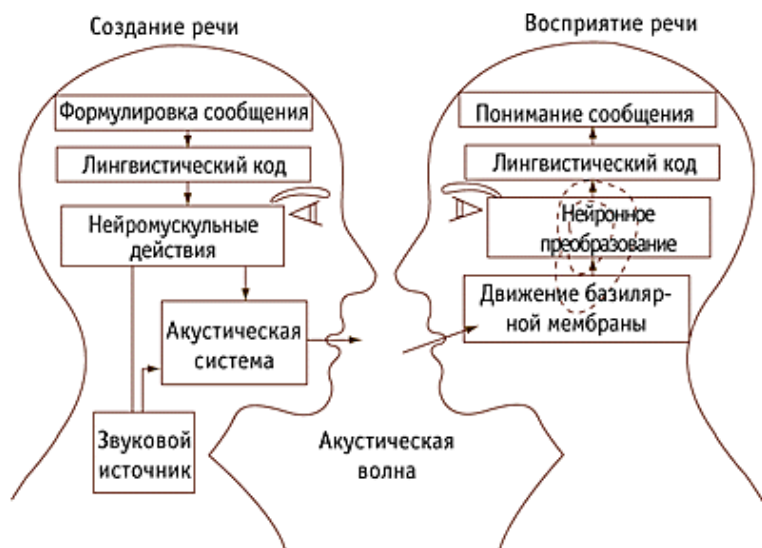 Создание речи
Формулировка сообщения
Лингвистический код
Нейромускульные
действия
Акустическая
система
Звуковой
источник
Акустическая
волна
Восприятие речи
Понимание сообщения
Лингвистический код
Нейронное
преобразование
Движение базиляр-
ной мембраны